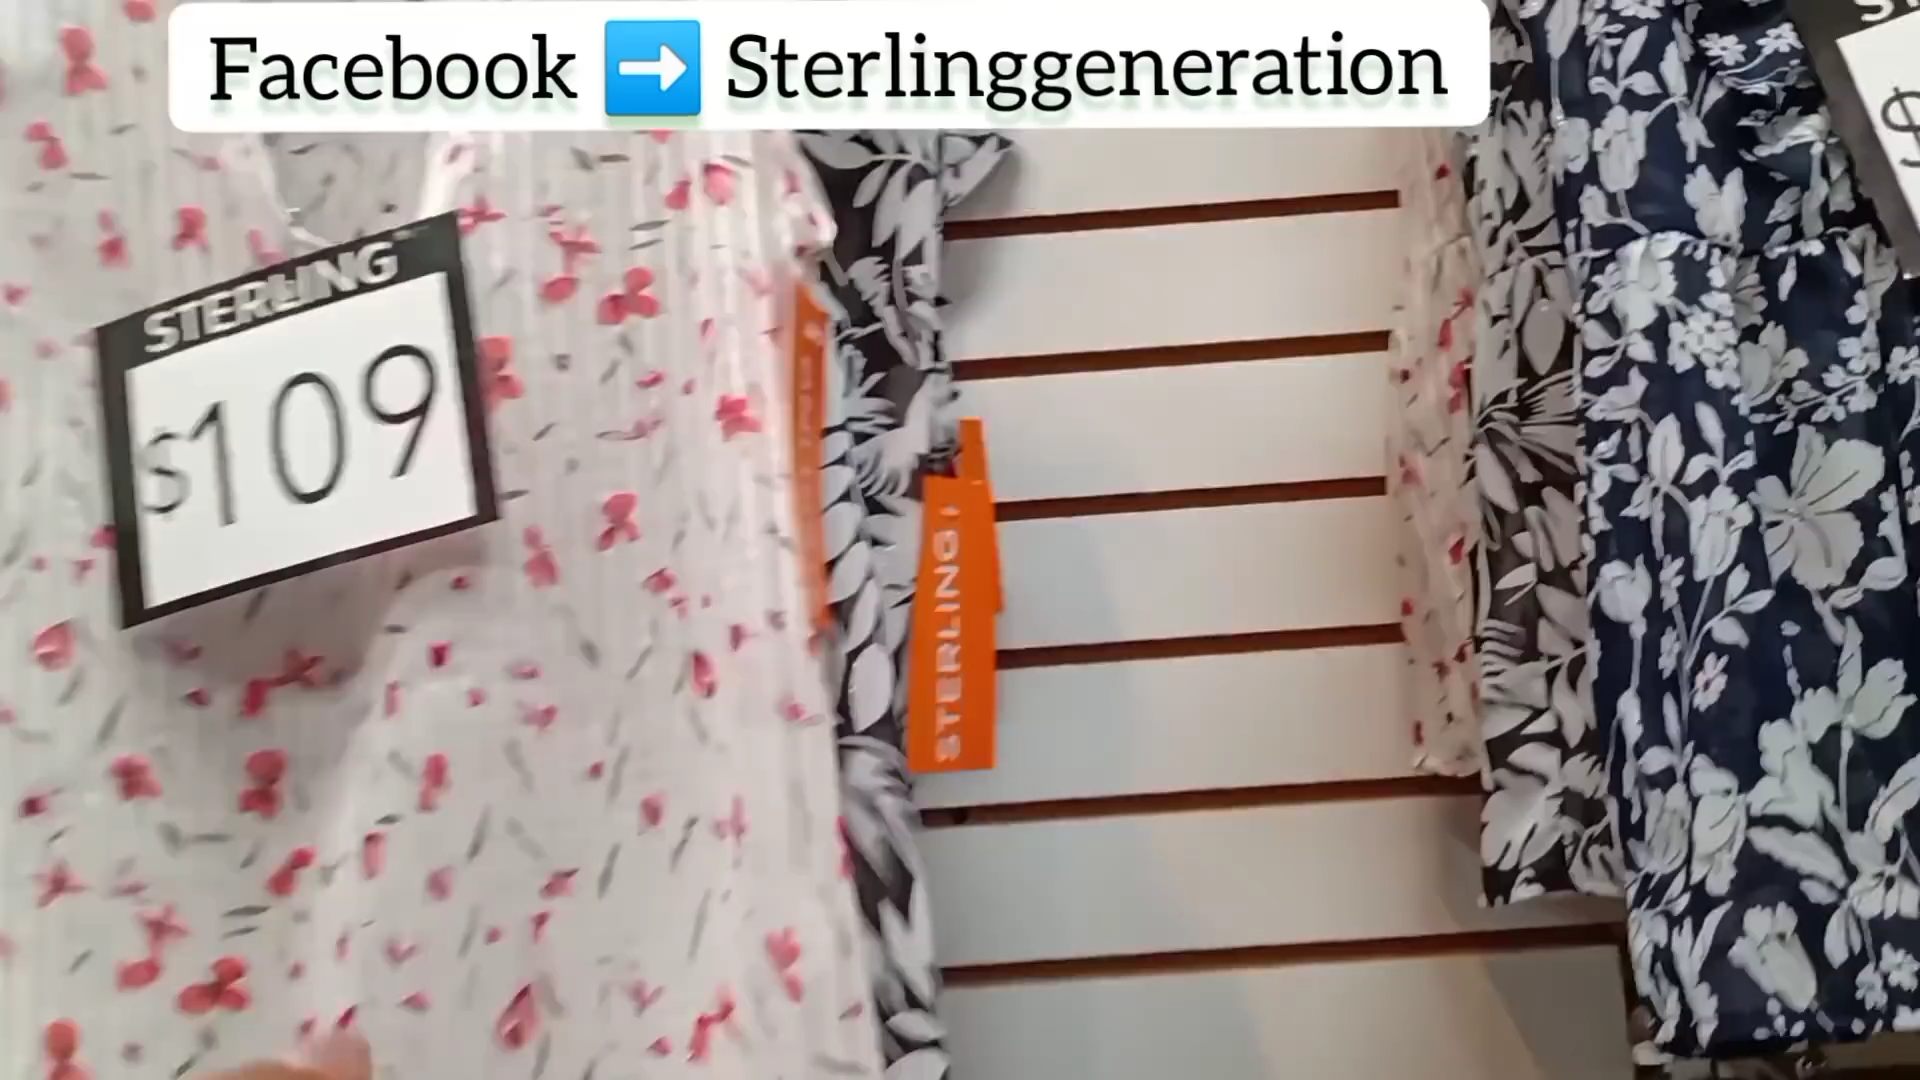 Facebook ➡️ Sterlinggeneration
STERLING
$109
STERLING
$